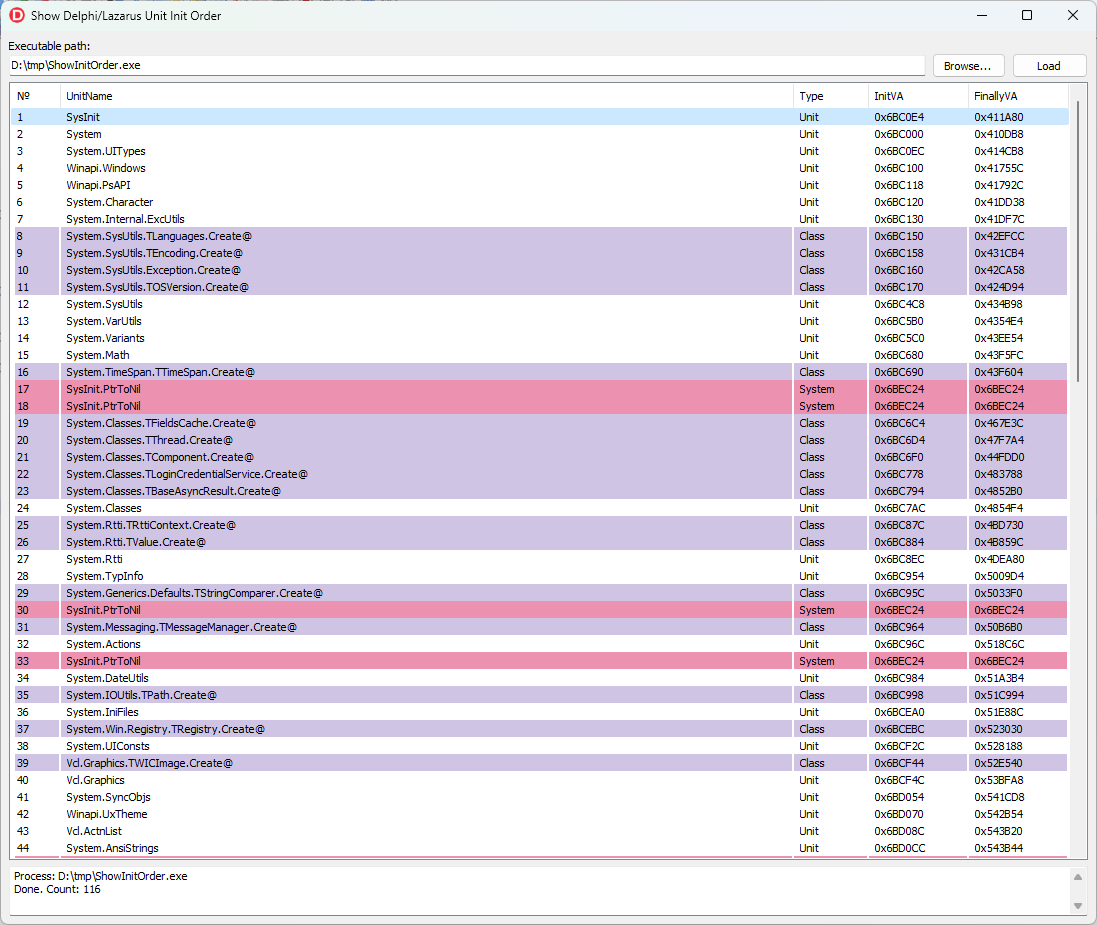 Show Delphi/Lazarus Unit Init Order
Executable path:
D:\tmp\ShowInitOrder.exe Browse... Load
№ UnitName Type InitVA FinallyVA
1 SysInit Unit 0x6BC0E4 0x411A80
2 System Unit 0x6BC000 0x410DB8
3 System.UITypes Unit 0x6BC0EC 0x414CB8
4 Winapi.Windows Unit 0x6BC100 0x41755C
5 Winapi.PsAPI Unit 0x6BC118 0x41792C
6 System.Character Unit 0x6BC120 0x41DD38
7 System.Internal.ExcUtils Unit 0x6BC130 0x41DF7C
8 System.SysUtils.TLanguages.Create@ Class 0x6BC150 0x42EFCC
9 System.SysUtils.TEncoding.Create@ Class 0x6BC158 0x431CB4
10 System.SysUtils.Exception.Create@ Class 0x6BC160 0x42CA58
11 System.SysUtils.TOSVersion.Create@ Class 0x6BC170 0x424D94
12 System.SysUtils Unit 0x6BC4C8 0x434B98
13 System.VarUtils Unit 0x6BC5B0 0x4354E4
14 System.Variants Unit 0x6BC5C0 0x43EE54
15 System.Math Unit 0x6BC680 0x43F5FC
16 System.TimeSpan.TTimeSpan.Create@ Class 0x6BC690 0x43F604
17 SysInit.PtrToNil System 0x6BEC24 0x6BEC24
18 SysInit.PtrToNil System 0x6BEC24 0x6BEC24
19 System.Classes.TFieldsCache.Create@ Class 0x6BC6C4 0x467E3C
20 System.Classes.TThread.Create@ Class 0x6BC6D4 0x47F7A4
21 System.Classes.TComponent.Create@ Class 0x6BC6F0 0x44FDD0
22 System.Classes.TLoginCredentialService.Create@ Class 0x6BC778 0x483788
23 System.Classes.TBaseAsyncResult.Create@ Class 0x6BC794 0x4852B0
24 System.Classes Unit 0x6BC7AC 0x4854F4
25 System.Rtti.TRttiContext.Create@ Class 0x6BC87C 0x4BD730
26 System.Rtti.TValue.Create@ Class 0x6BC884 0x4B859C
27 System.Rtti Unit 0x6BC8EC 0x4DEA80
28 System.TypInfo Unit 0x6BC954 0x5009D4
29 System.Generics.Defaults.TStringComparer.Create@ Class 0x6BC95C 0x5033F0
30 SysInit.PtrToNil System 0x6BEC24 0x6BEC24
31 System.Messaging.TMessageManager.Create@ Class 0x6BC964 0x50B6B0
32 System.Actions Unit 0x6BC96C 0x518C6C
33 SysInit.PtrToNil System 0x6BEC24 0x6BEC24
34 System.DateUtils Unit 0x6BC984 0x51A3B4
35 System.IOUtils.TPath.Create@ Class 0x6BC998 0x51C994
36 System.IniFiles Unit 0x6BCEA0 0x51E88C
37 System.Win.Registry.TRegistry.Create@ Class 0x6BCEBC 0x523030
38 System.UIConsts Unit 0x6BCF2C 0x528188
39 Vcl.Graphics.TWICImage.Create@ Class 0x6BCF44 0x52E540
40 Vcl.Graphics Unit 0x6BCF4C 0x53BFA8
41 System.SyncObjs Unit 0x6BD054 0x541CD8
42 Winapi.UxTheme Unit 0x6BD070 0x542B54
43 Vcl.ActnList Unit 0x6BD08C 0x543B20
44 System.AnsiStrings Unit 0x6BD0CC 0x543B44
Process: D:\tmp\ShowInitOrder.exe
Done. Count: 116